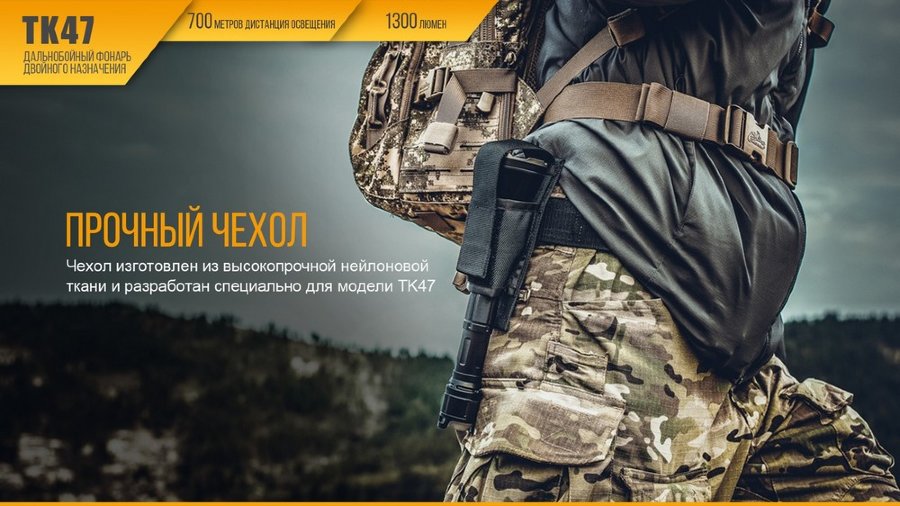 TK47
ДАЛЬНОБОЙНЫЙ ФОНАРЬ
ДВОЙНОГО НАЗНАЧЕНИЯ
700 МЕТРОВ ДИСТАНЦИЯ ОСВЕЩЕНИЯ
1300 ЛЮМЕН
ПРОЧНЫЙ ЧЕХОЛ
Чехол изготовлен из высокопрочной нейлоновой
ткани и разработан специально для модели TK47